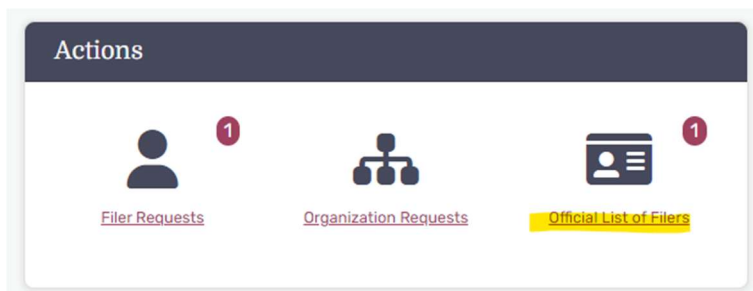 Actions
1
1
Filer Requests
Organization Requests
Official List of Filers